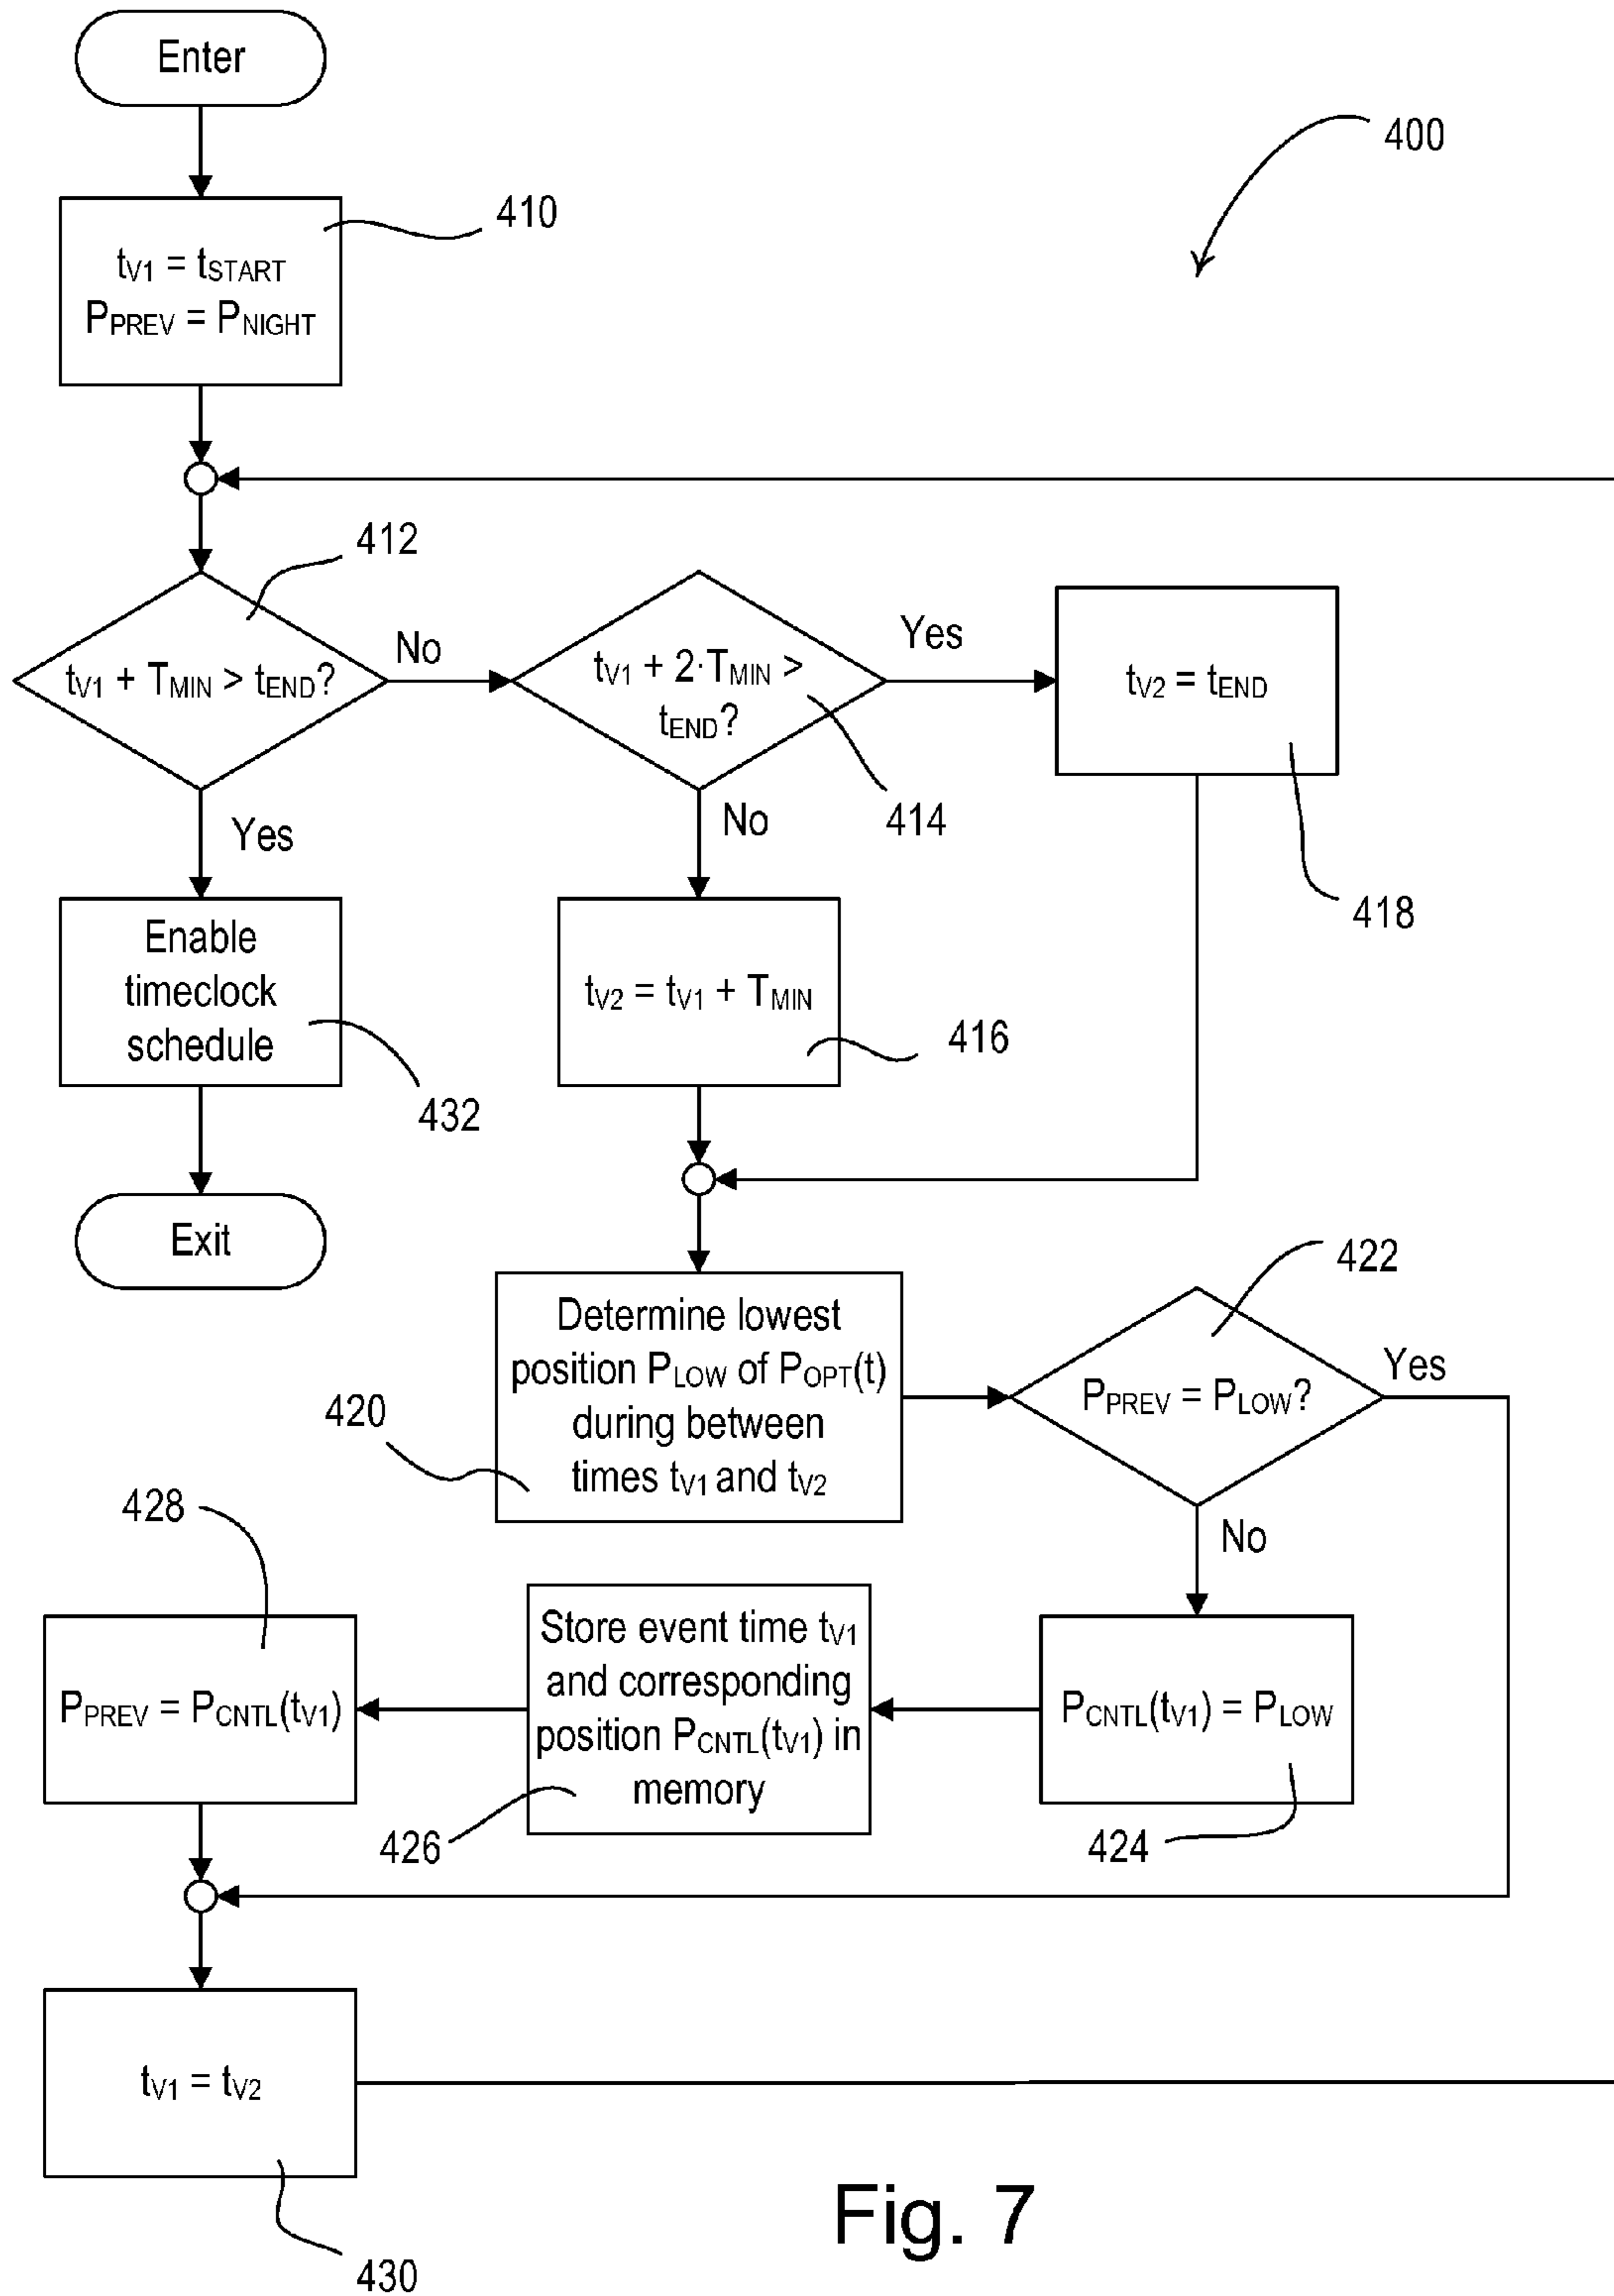 Enter
400
410
tV1 = tSTART
PPREV = PNIGHT
412
tV1 + TMIN > tEND?
No
Yes
tV1 + 2·TMIN >
tEND?
414
No
Yes
tV2 = tEND
418
Enable
timeclock
schedule
432
tV2 = tV1 + TMIN
416
Exit
Determine lowest
position PLOW of POPT(t)
during between
times tV1 and tV2
420
422
PPREV = PLOW?
Yes
No
428
PPREV = PCNTL(tV1)
Store event time tV1
and corresponding
position PCNTL(tV1) in
memory
426
PCNTL(tV1) = PLOW
424
tV1 = tV2
430
Fig. 7